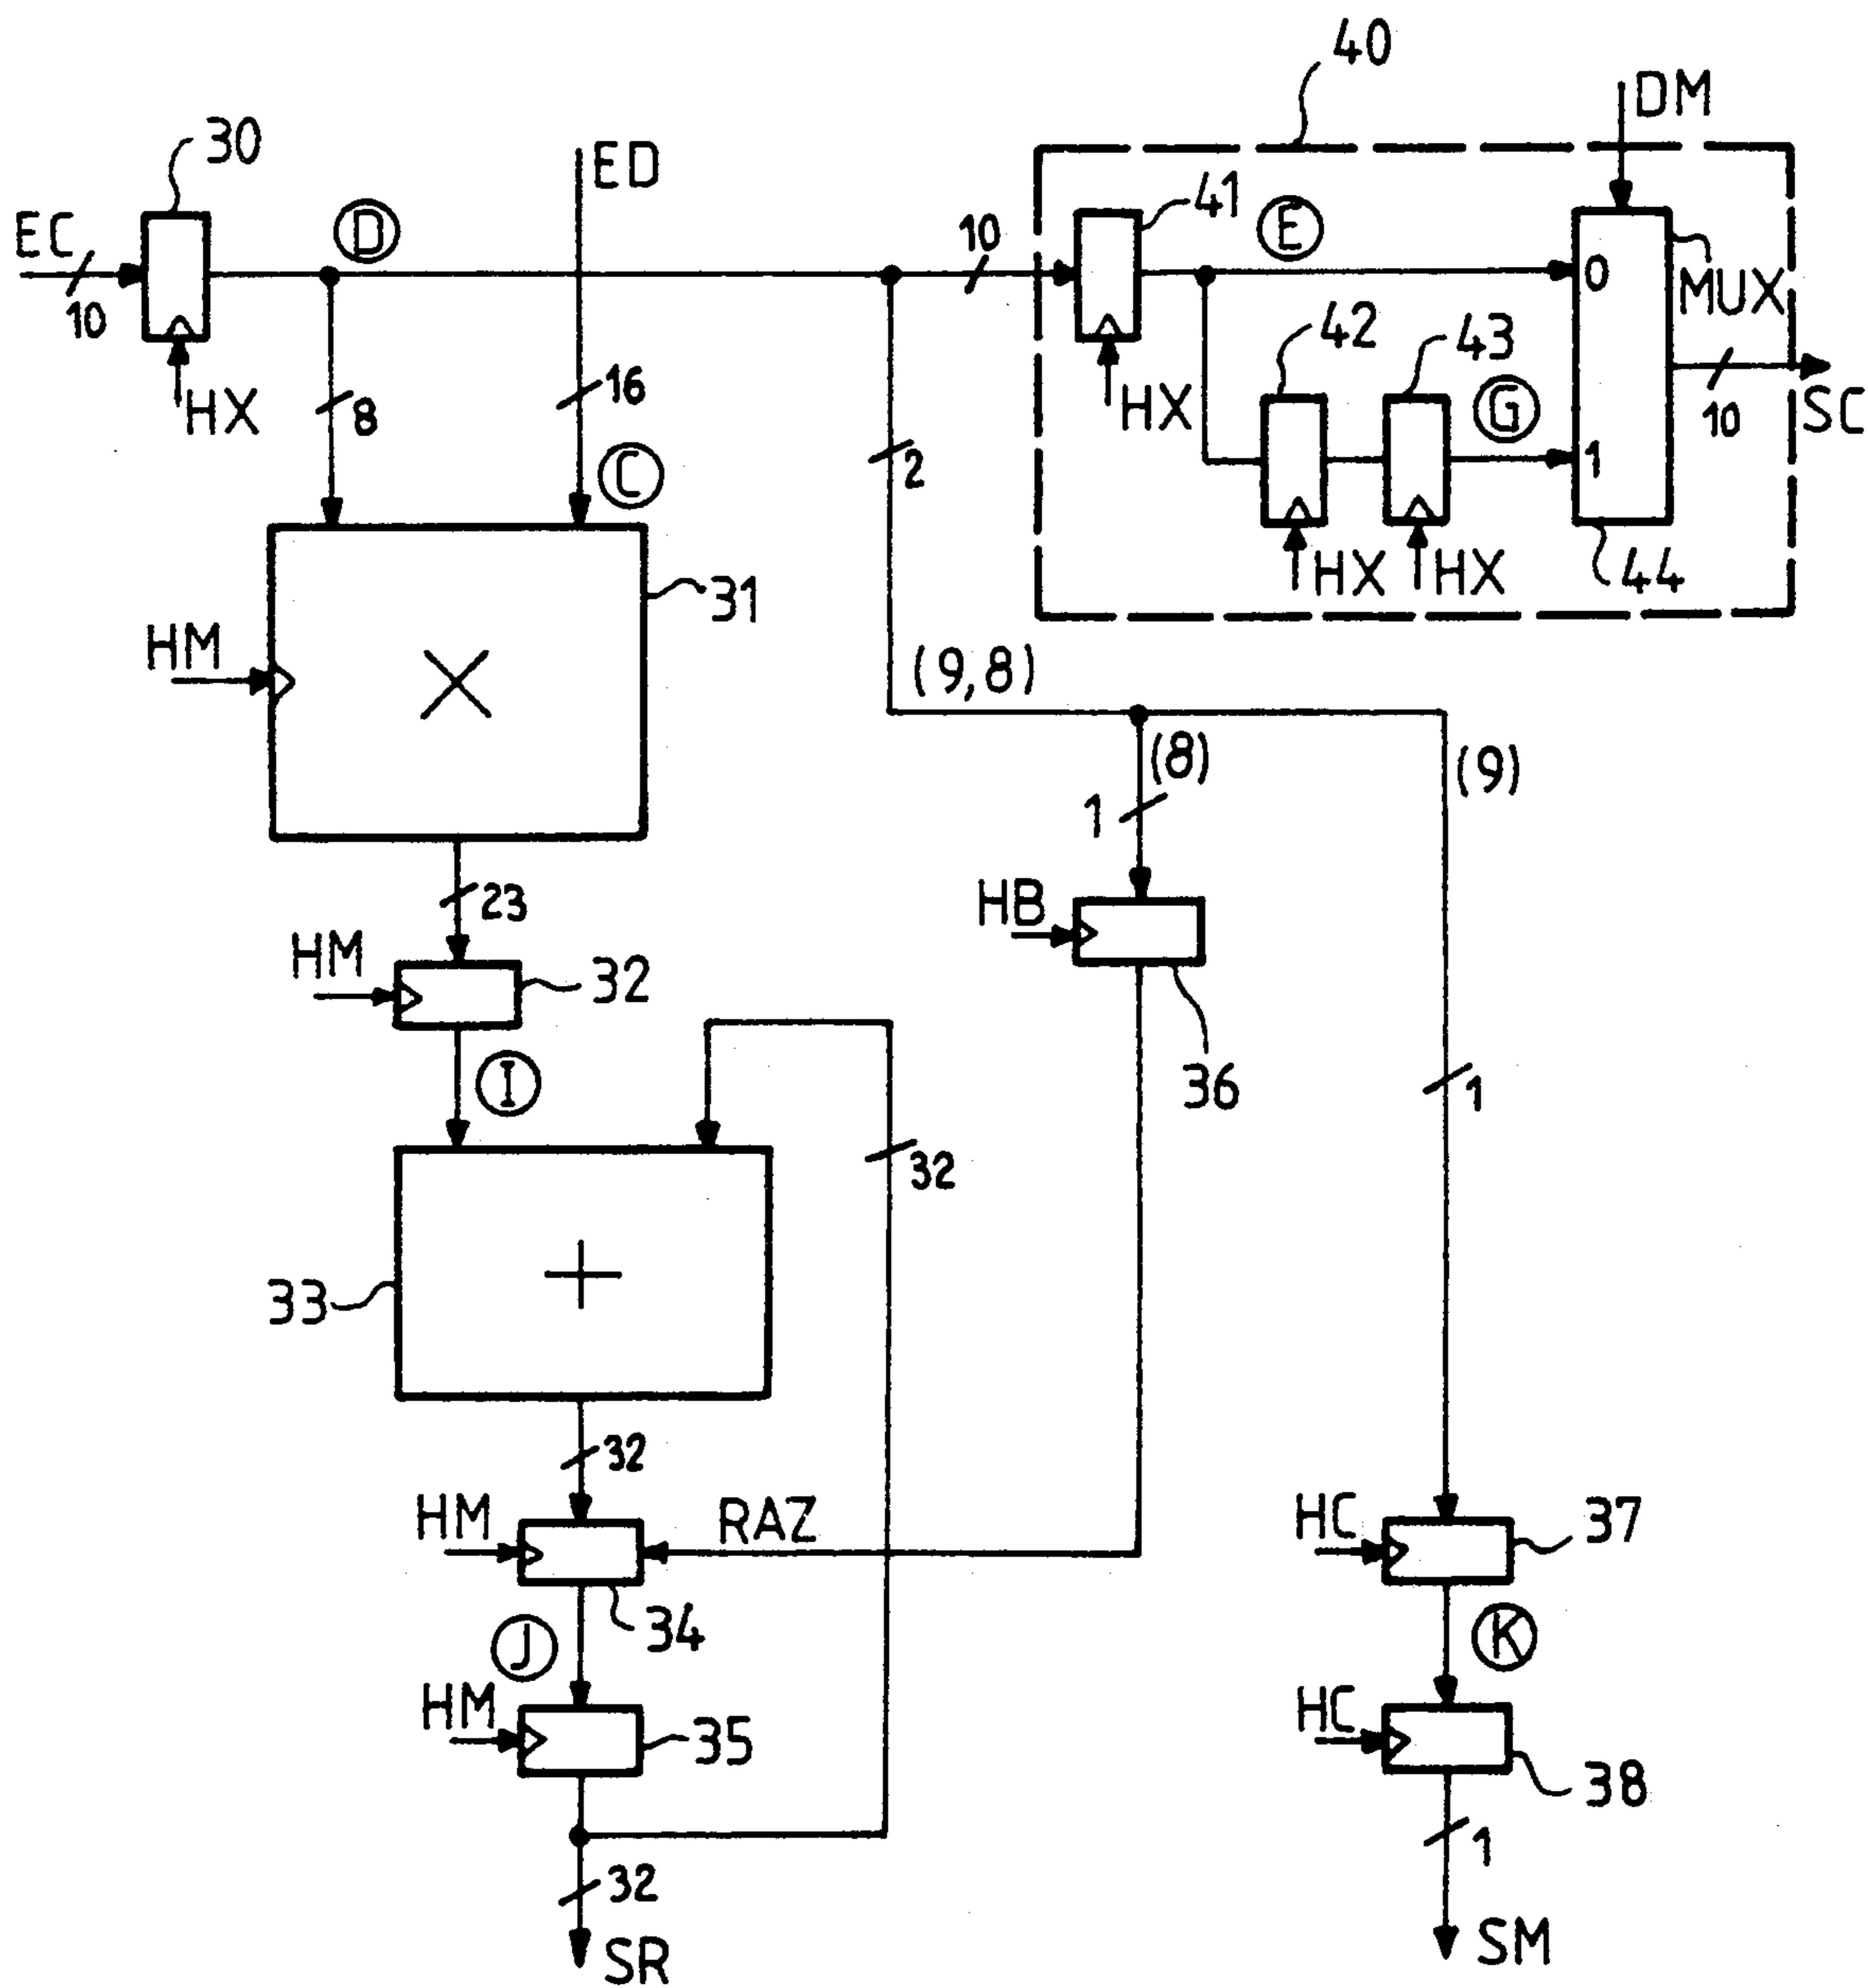 40
DM
30
ED
41
E
EC
D
10
0
MUX
10
42
43
HX
8
16
HX
G
10
SC
C
2
1
HX
HX
44
31
HM
(9,8)
(8)
(9)
1
23
HB
HM
32
I
36
1
32
33
32
HM
RAZ
HC
37
34
J
K
HM
35
HC
38
1
32
SR
SM